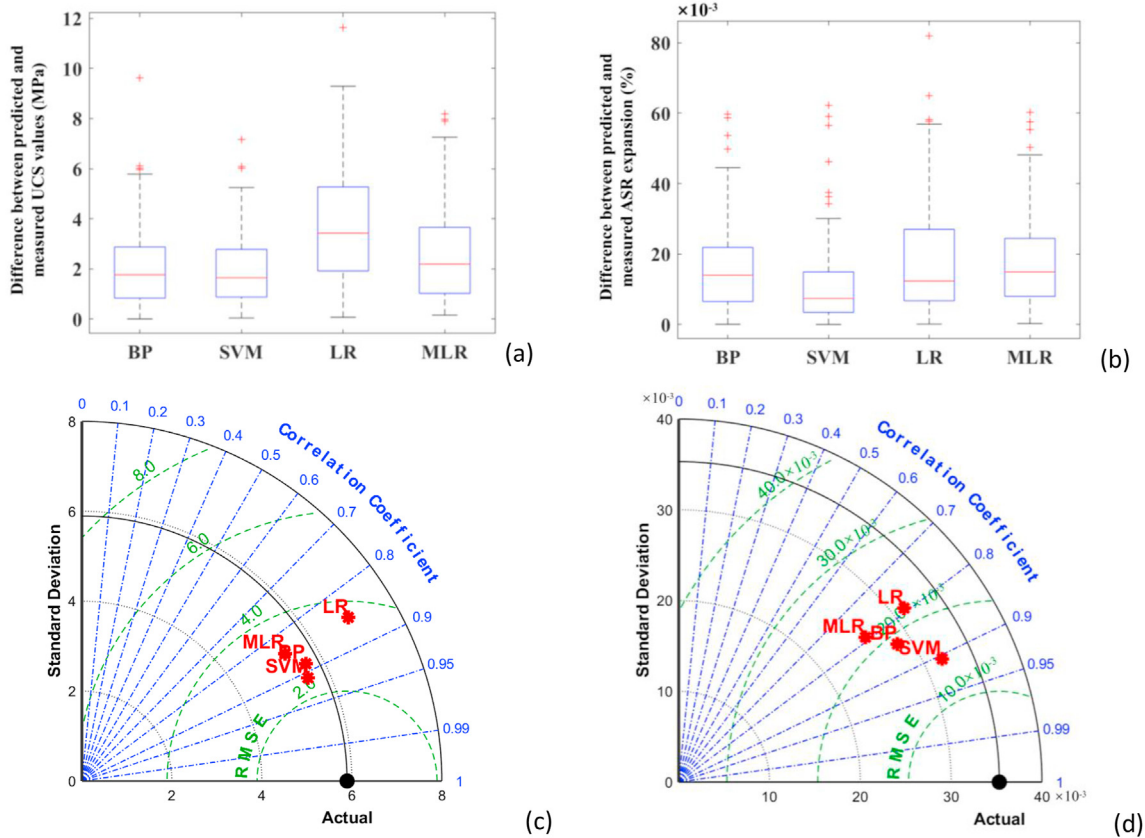 Difference between predicted and
measured UCS values (MPa)
12
10
8
6
4
2
0
BP SVM LR MLR
(a)
×10⁻³
Difference between predicted and
measured ASR expansion (%)
80
60
40
20
0
BP SVM LR MLR
(b)
Standard Deviation
8
6
4
2
0
0 0.1 0.2 0.3 0.4 0.5 0.6 0.7 0.8 0.9 0.95 0.99 1
Correlation Coefficient
8.0
6.0
4.0
LR
MLR
BP
SVM
RMSE
2 4 6 8
Actual
(c)
×10⁻³
Standard Deviation
40
30
20
10
0
0 0.1 0.2 0.3 0.4 0.5 0.6 0.7 0.8 0.9 0.95 0.99 1
Correlation Coefficient
40.0×10⁻³
30.0×10⁻³
20.0×10⁻³
10.0×10⁻³
LR
MLR
BP
SVM
RMSE
10 20 30 40 ×10⁻³
Actual
(d)